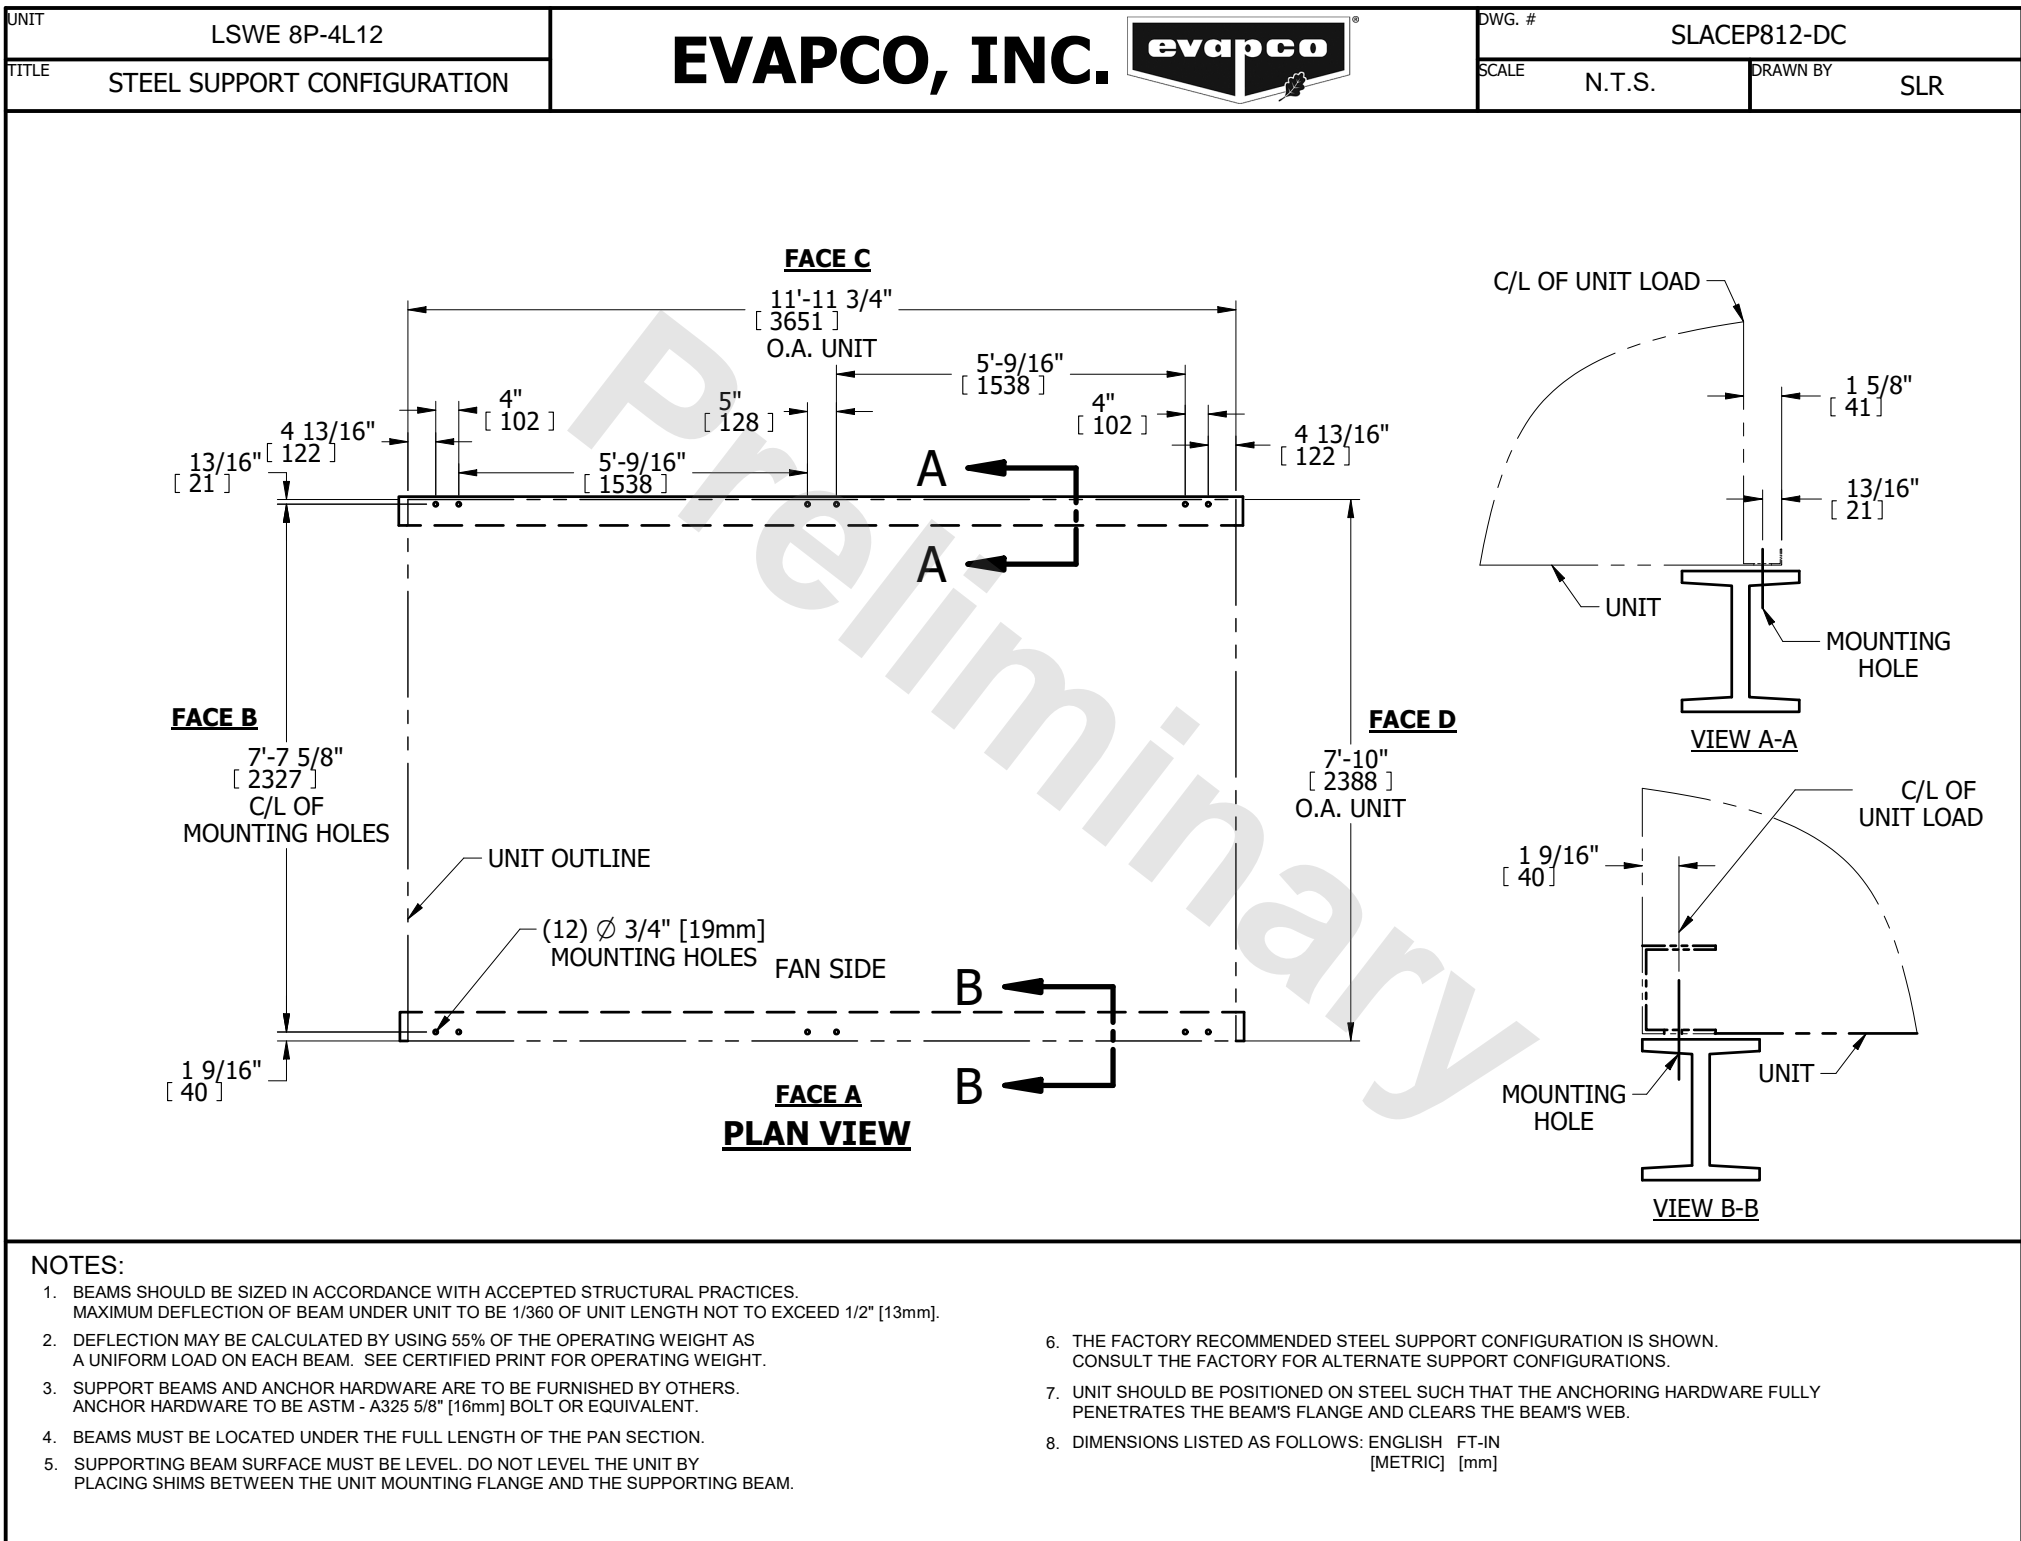 UNIT
LSWE 8P-4L12
TITLE
STEEL SUPPORT CONFIGURATION
EVAPCO, INC.
evapco®
DWG. #
SLACEP812-DC
SCALE
N.T.S.
DRAWN BY
SLR
FACE C
11'-11 3/4"
[ 3651 ]
O.A. UNIT
5'-9/16"
[ 1538 ]
4"
[ 102 ]
5"
[ 128 ]
4"
[ 102 ]
4 13/16"
[ 122 ]
4 13/16"
[ 122 ]
13/16"
[ 21 ]
5'-9/16"
[ 1538 ]
A
A
FACE B
7'-7 5/8"
[ 2327 ]
C/L OF
MOUNTING HOLES
FACE D
7'-10"
[ 2388 ]
O.A. UNIT
UNIT OUTLINE
(12) Ø 3/4" [19mm]
MOUNTING HOLES
FAN SIDE
B
B
1 9/16"
[ 40 ]
FACE A
PLAN VIEW
Preliminary
C/L OF UNIT LOAD
1 5/8"
[ 41 ]
13/16"
[ 21 ]
UNIT
MOUNTING
HOLE
VIEW A-A
C/L OF
UNIT LOAD
1 9/16"
[ 40 ]
UNIT
MOUNTING
HOLE
VIEW B-B
NOTES:
1. BEAMS SHOULD BE SIZED IN ACCORDANCE WITH ACCEPTED STRUCTURAL PRACTICES.
MAXIMUM DEFLECTION OF BEAM UNDER UNIT TO BE 1/360 OF UNIT LENGTH NOT TO EXCEED 1/2" [13mm].
2. DEFLECTION MAY BE CALCULATED BY USING 55% OF THE OPERATING WEIGHT AS
A UNIFORM LOAD ON EACH BEAM. SEE CERTIFIED PRINT FOR OPERATING WEIGHT.
3. SUPPORT BEAMS AND ANCHOR HARDWARE ARE TO BE FURNISHED BY OTHERS.
ANCHOR HARDWARE TO BE ASTM - A325 5/8" [16mm] BOLT OR EQUIVALENT.
4. BEAMS MUST BE LOCATED UNDER THE FULL LENGTH OF THE PAN SECTION.
5. SUPPORTING BEAM SURFACE MUST BE LEVEL. DO NOT LEVEL THE UNIT BY
PLACING SHIMS BETWEEN THE UNIT MOUNTING FLANGE AND THE SUPPORTING BEAM.
6. THE FACTORY RECOMMENDED STEEL SUPPORT CONFIGURATION IS SHOWN.
CONSULT THE FACTORY FOR ALTERNATE SUPPORT CONFIGURATIONS.
7. UNIT SHOULD BE POSITIONED ON STEEL SUCH THAT THE ANCHORING HARDWARE FULLY
PENETRATES THE BEAM'S FLANGE AND CLEARS THE BEAM'S WEB.
8. DIMENSIONS LISTED AS FOLLOWS: ENGLISH FT-IN
[METRIC] [mm]